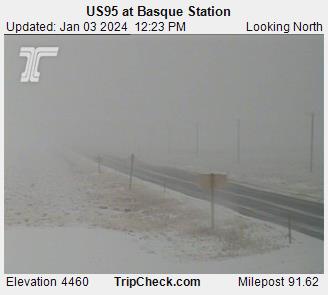 US95 at Basque Station
Updated: Jan 03 2024 12:23 PM Looking North
Elevation 4460 TripCheck.com Milepost 91.62